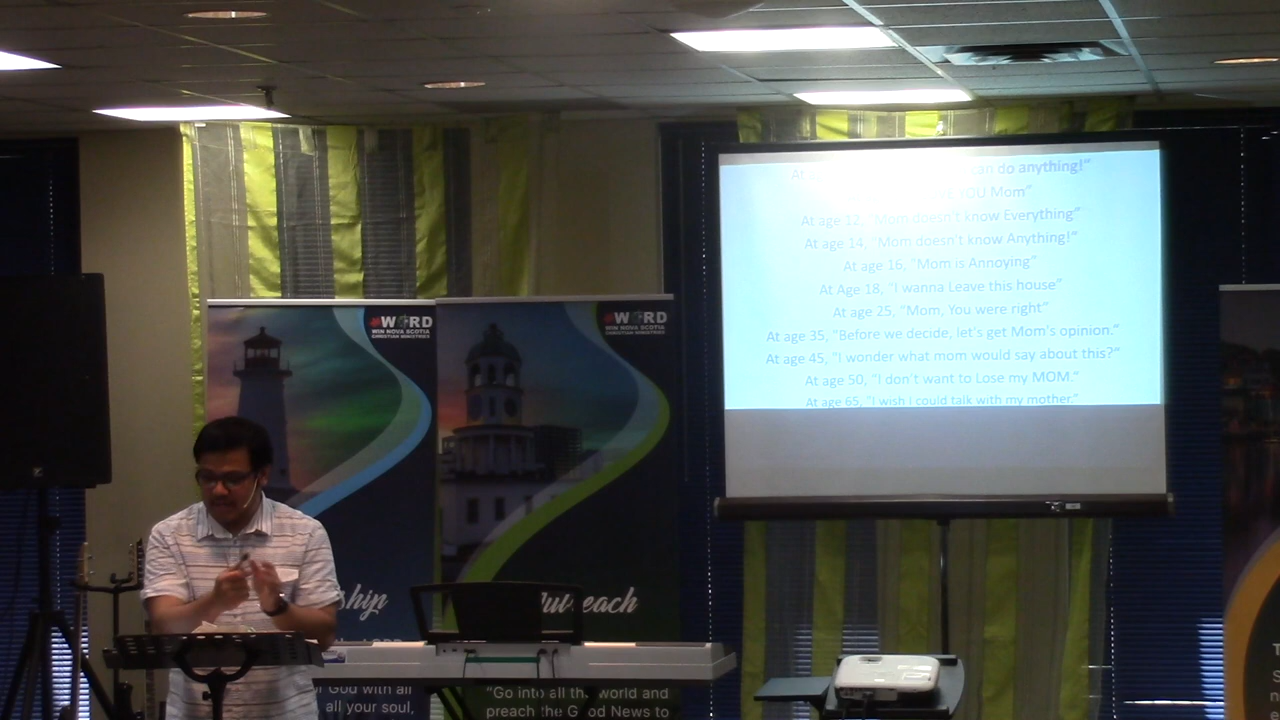 At can do anything!"
YOU Mom"
At age 12, "Mom doesn't know Everything"
At age 14, "Mom doesn't know Anything!"
At age 16, "Mom is Annoying"
At Age 18, "I wanna Leave this house"
At age 25, "Mom, You were right"
At age 35, "Before we decide, let's get Mom's opinion."
At age 45, "I wonder what mom would say about this?"
At age 50, "I don't want to Lose my MOM."
At age 65, "I wish I could talk with my mother."
WORD
WIN NOVA SCOTIA
CHRISTIAN MINISTRIES
WORD
WIN NOVA SCOTIA
CHRISTIAN MINISTRIES
ship
Outreach
God with all
all your soul,
"Go into all the world and
preach the Good News to